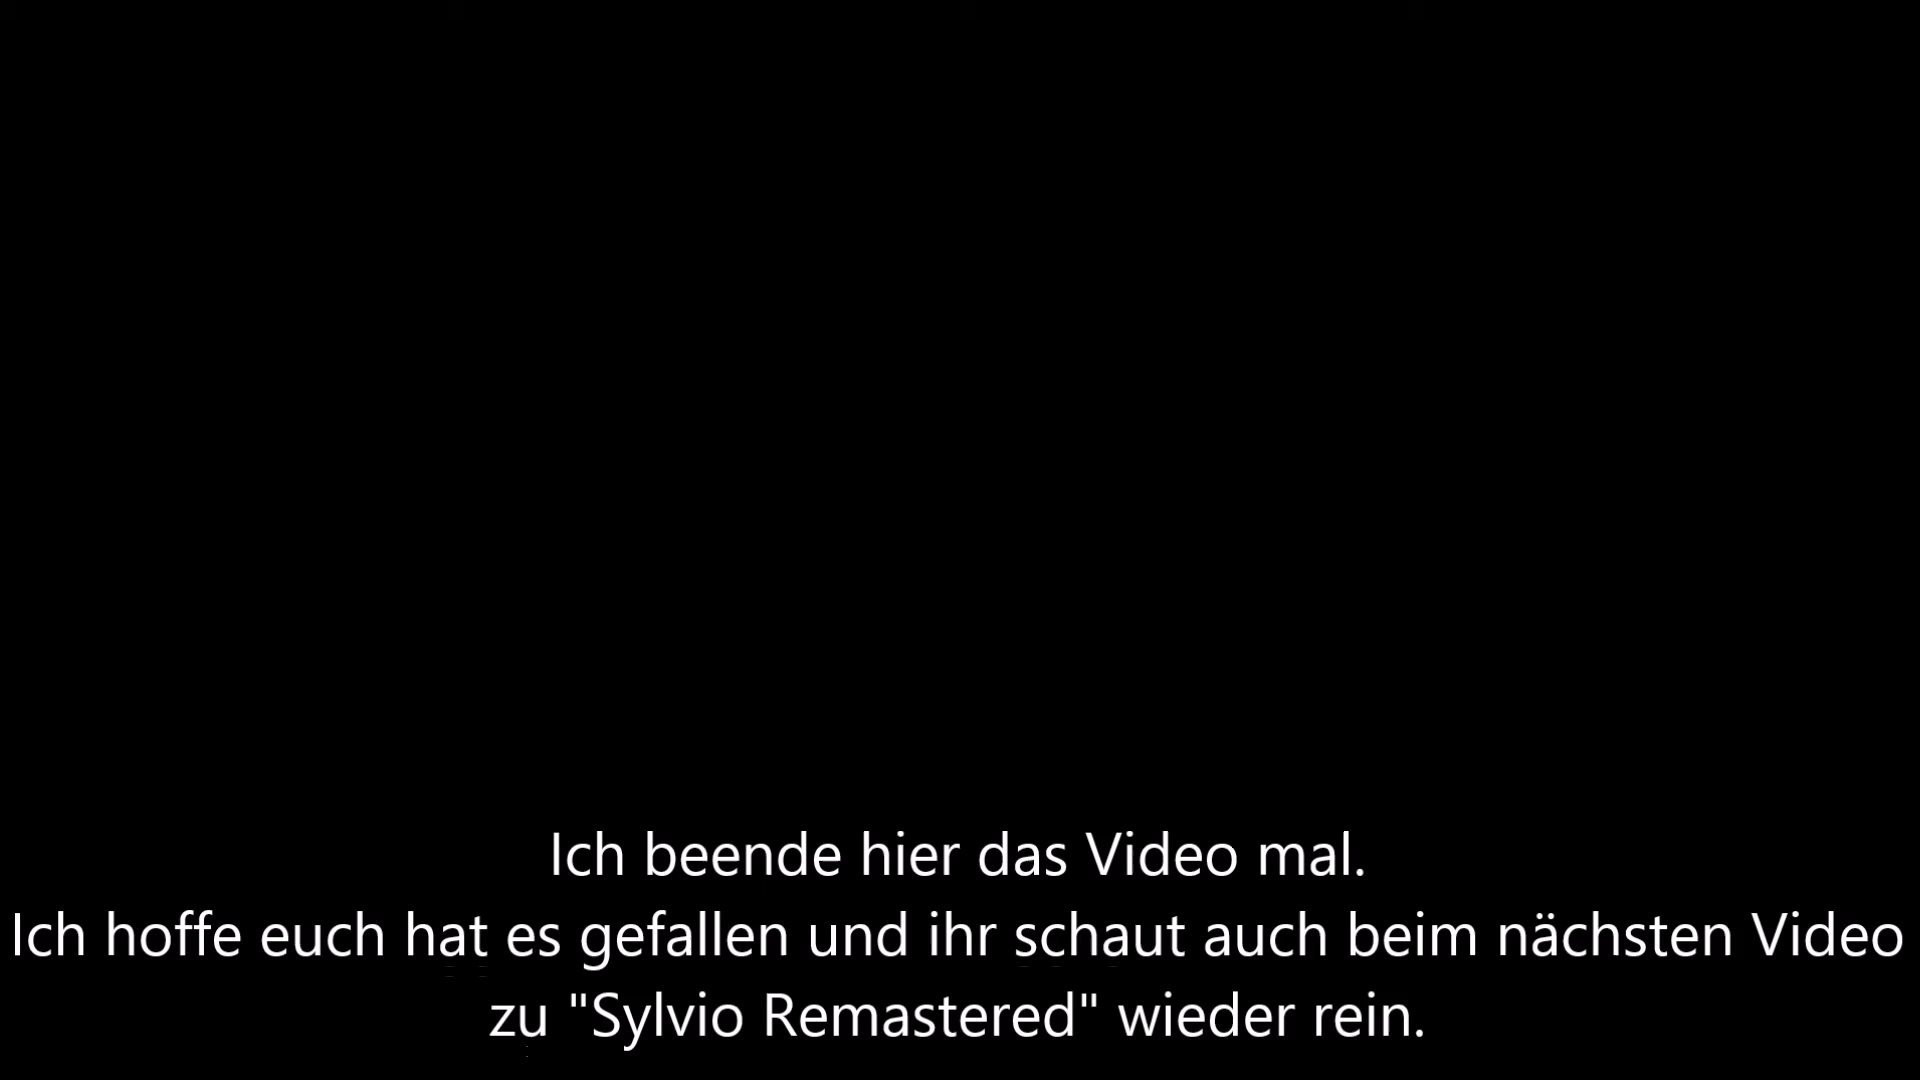 Ich beende hier das Video mal.
Ich hoffe euch hat es gefallen und ihr schaut auch beim nächsten Video
zu "Sylvio Remastered" wieder rein.